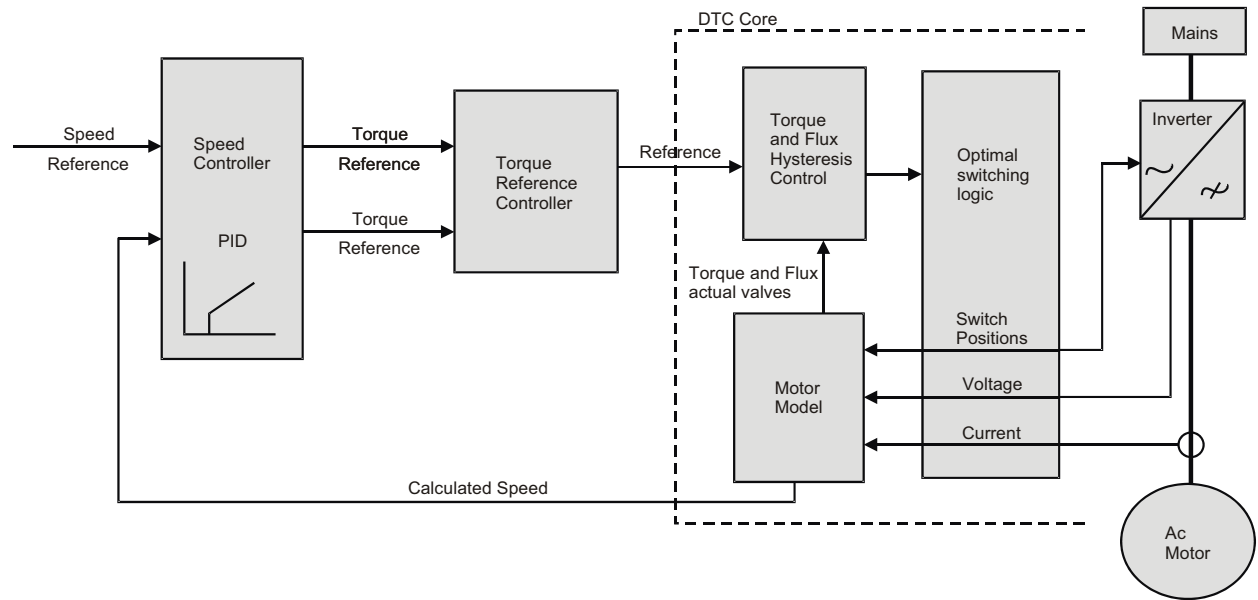 DTC Core
Mains
Speed
Reference
Speed
Controller
PID
Torque
Reference
Torque
Reference
Torque
Reference
Controller
Reference
Torque
and Flux
Hysteresis
Control
Optimal
switching
logic
Inverter
Torque and Flux
actual valves
Switch
Positions
Motor
Model
Voltage
Current
Calculated Speed
Ac
Motor